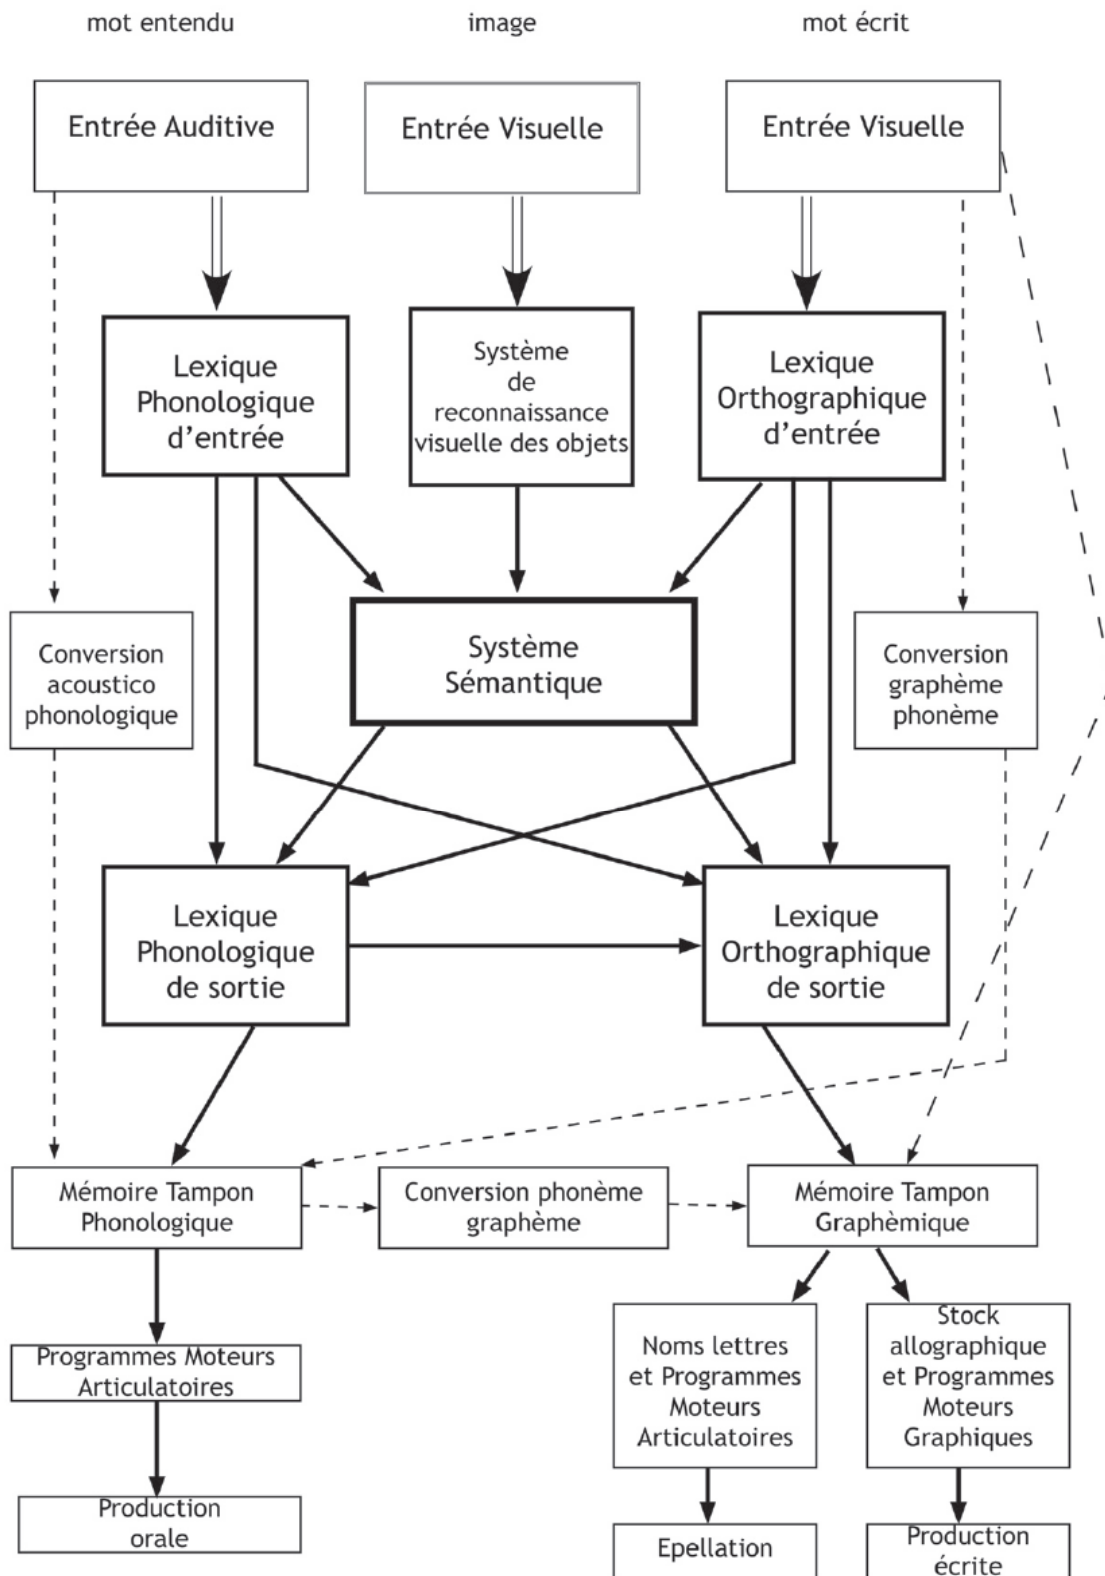 mot entendu
image
mot écrit
Entrée Auditive
Entrée Visuelle
Entrée Visuelle
Lexique
Phonologique
d'entrée
Système
de
reconnaissance
visuelle des objets
Lexique
Orthographique
d'entrée
Conversion
acoustico
phonologique
Système
Sémantique
Conversion
graphème
phonème
Lexique
Phonologique
de sortie
Lexique
Orthographique
de sortie
Mémoire Tampon
Phonologique
Conversion phonème
graphème
Mémoire Tampon
Graphèmique
Programmes Moteurs
Articulatoires
Noms lettres
et Programmes
Moteurs
Articulatoires
Stock
allographique
et Programmes
Moteurs
Graphiques
Production
orale
Epellation
Production
écrite